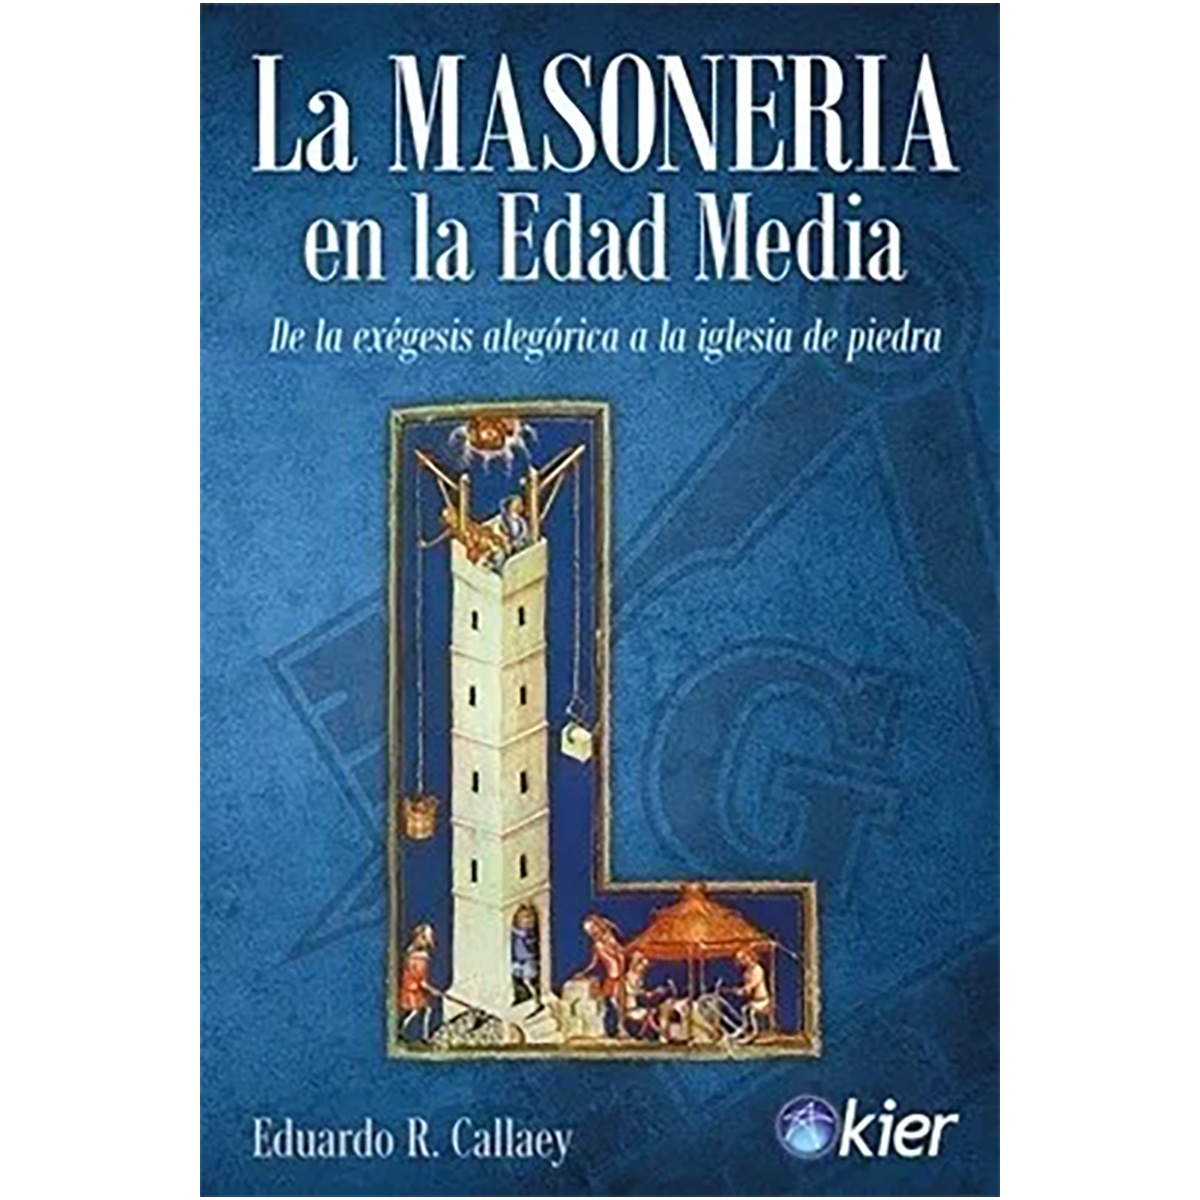 La MASONERIA
en la Edad Media
De la exégesis alegórica a la iglesia de piedra
G
Eduardo R. Callaey
kier